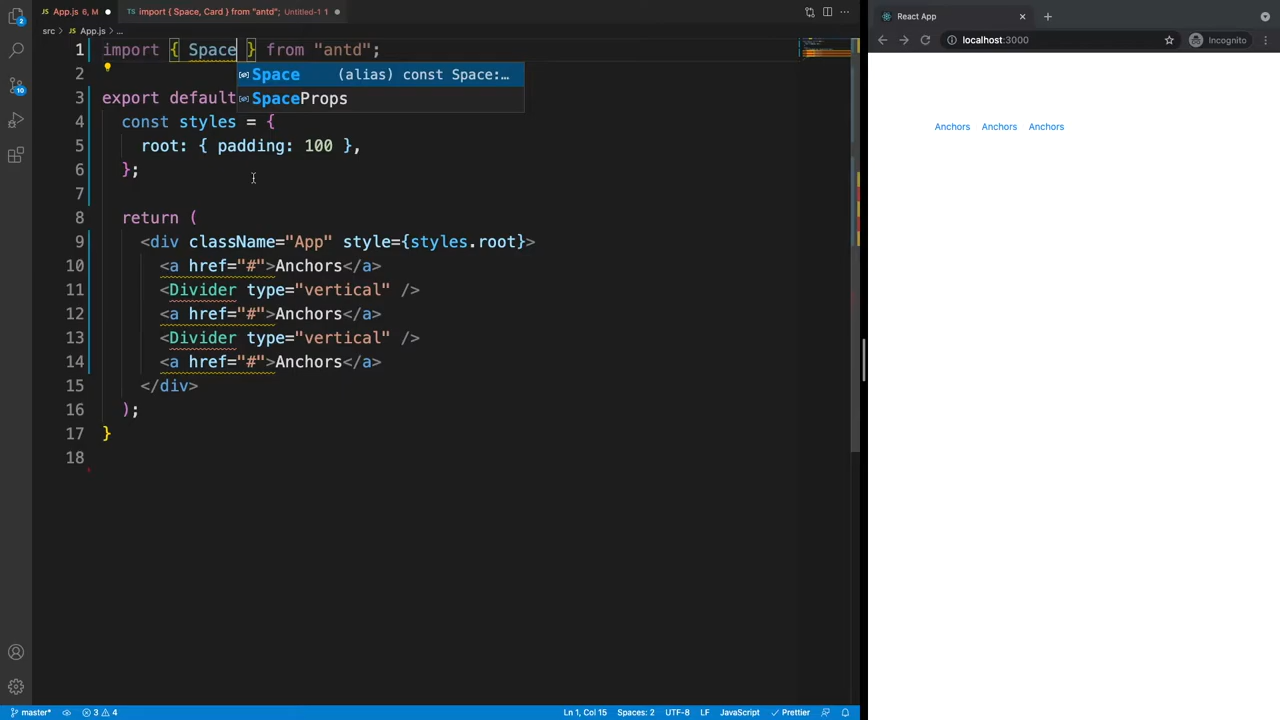 App.js 6, M
TS import { Space, Card } from "antd"; Untitled-1 1
src > JS App.js > ...
1 import { Space } from "antd";
2
Space (alias) const Space:…
SpaceProps
3 export default
4 const styles = {
5 root: { padding: 100 },
6 };
7
8 return (
9 <div className="App" style={styles.root}>
10 <a href="#">Anchors</a>
11 <Divider type="vertical" />
12 <a href="#">Anchors</a>
13 <Divider type="vertical" />
14 <a href="#">Anchors</a>
15 </div>
16 );
17 }
18
2
10
master* 3 4 Ln 1, Col 15 Spaces: 2 UTF-8 LF JavaScript Prettier
React App
localhost:3000 Incognito
Anchors Anchors Anchors